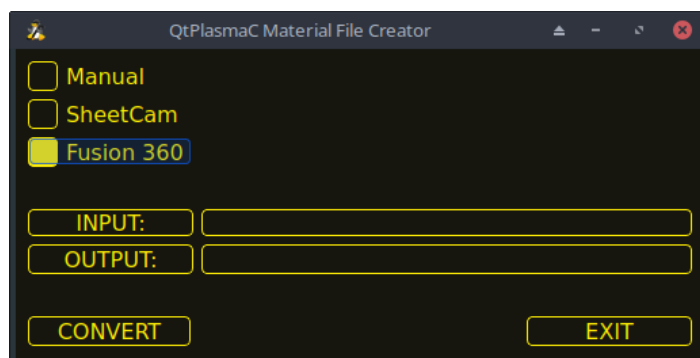 QtPlasmaC Material File Creator
Manual
SheetCam
Fusion 360
INPUT:
OUTPUT:
CONVERT EXIT